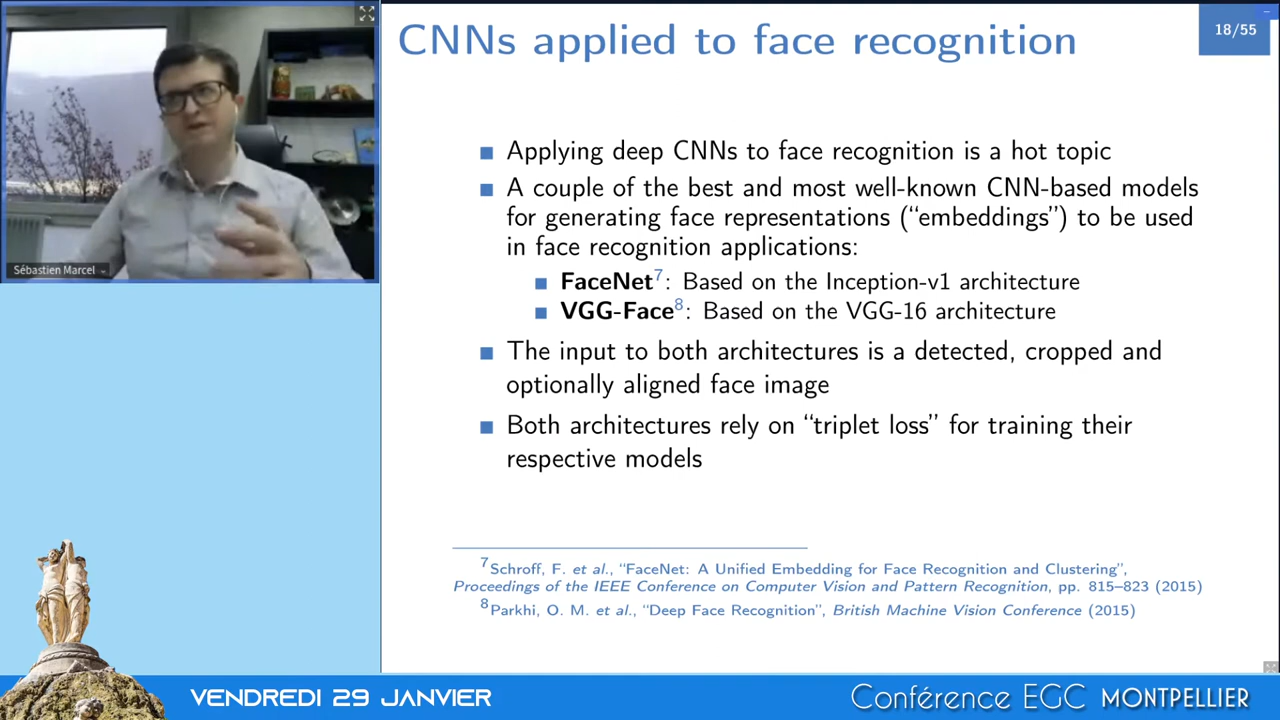 CNNs applied to face recognition
18/55
■ Applying deep CNNs to face recognition is a hot topic
■ A couple of the best and most well-known CNN-based models
for generating face representations (“embeddings”) to be used
in face recognition applications:
■ FaceNet7: Based on the Inception-v1 architecture
■ VGG-Face8: Based on the VGG-16 architecture
■ The input to both architectures is a detected, cropped and
optionally aligned face image
■ Both architectures rely on “triplet loss” for training their
respective models
7Schroff, F. et al., “FaceNet: A Unified Embedding for Face Recognition and Clustering”,
Proceedings of the IEEE Conference on Computer Vision and Pattern Recognition, pp. 815–823 (2015)
8Parkhi, O. M. et al., “Deep Face Recognition”, British Machine Vision Conference (2015)
Sébastien Marcel
VENDREDI 29 JANVIER
Conférence EGC MONTPELLIER